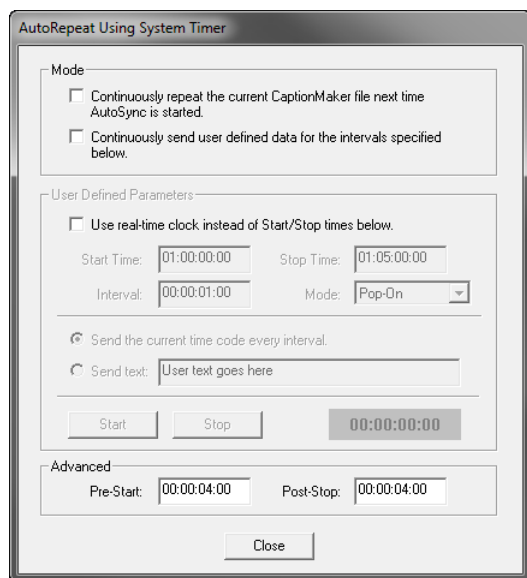 AutoRepeat Using System Timer
Mode
Continuously repeat the current CaptionMaker file next time
AutoSync is started.
Continuously send user defined data for the intervals specified
below.
User Defined Parameters
Use real-time clock instead of Start/Stop times below.
Start Time: 01:00:00:00 Stop Time: 01:05:00:00
Interval: 00:00:01:00 Mode: Pop-On
Send the current time code every interval.
Send text: User text goes here
Start Stop 00:00:00:00
Advanced
Pre-Start: 00:00:04:00 Post-Stop: 00:00:04:00
Close